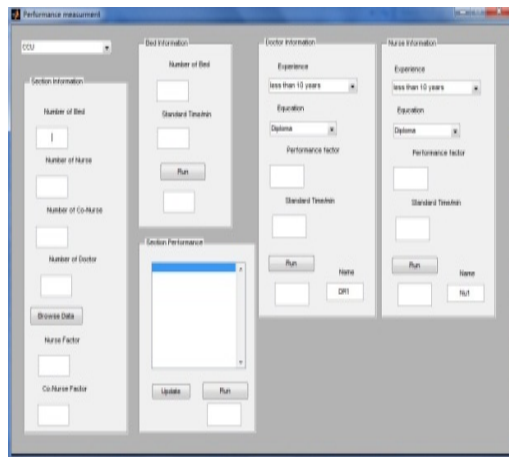 Performance measurment
CCU
Section Information
Number of Bed
Number of Nurse
Number of Co-Nurse
Number of Doctor
Browse Data
Nurse Factor
Co.Nurse Factor
Bed Information
Number of Bed
Standard Time/min
Run
Section Performance
Update
Run
Doctor Information
Experience
less than 10 years
Equcation
Diploma
Performance factor
Standard Time/min
Run
Name
DR1
Nurse Information
Experience
less than 10 years
Equcation
Diploma
Performance factor
Standard Time/min
Run
Name
Nu1